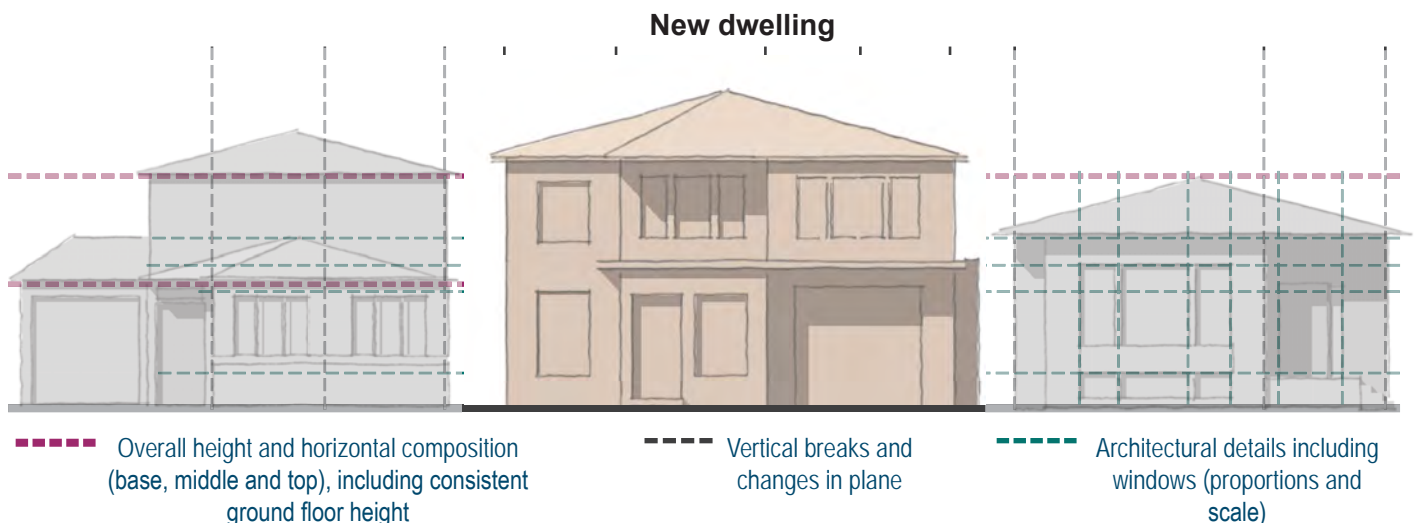 New dwelling
Overall height and horizontal composition
(base, middle and top), including consistent
ground floor height
Vertical breaks and
changes in plane
Architectural details including
windows (proportions and
scale)